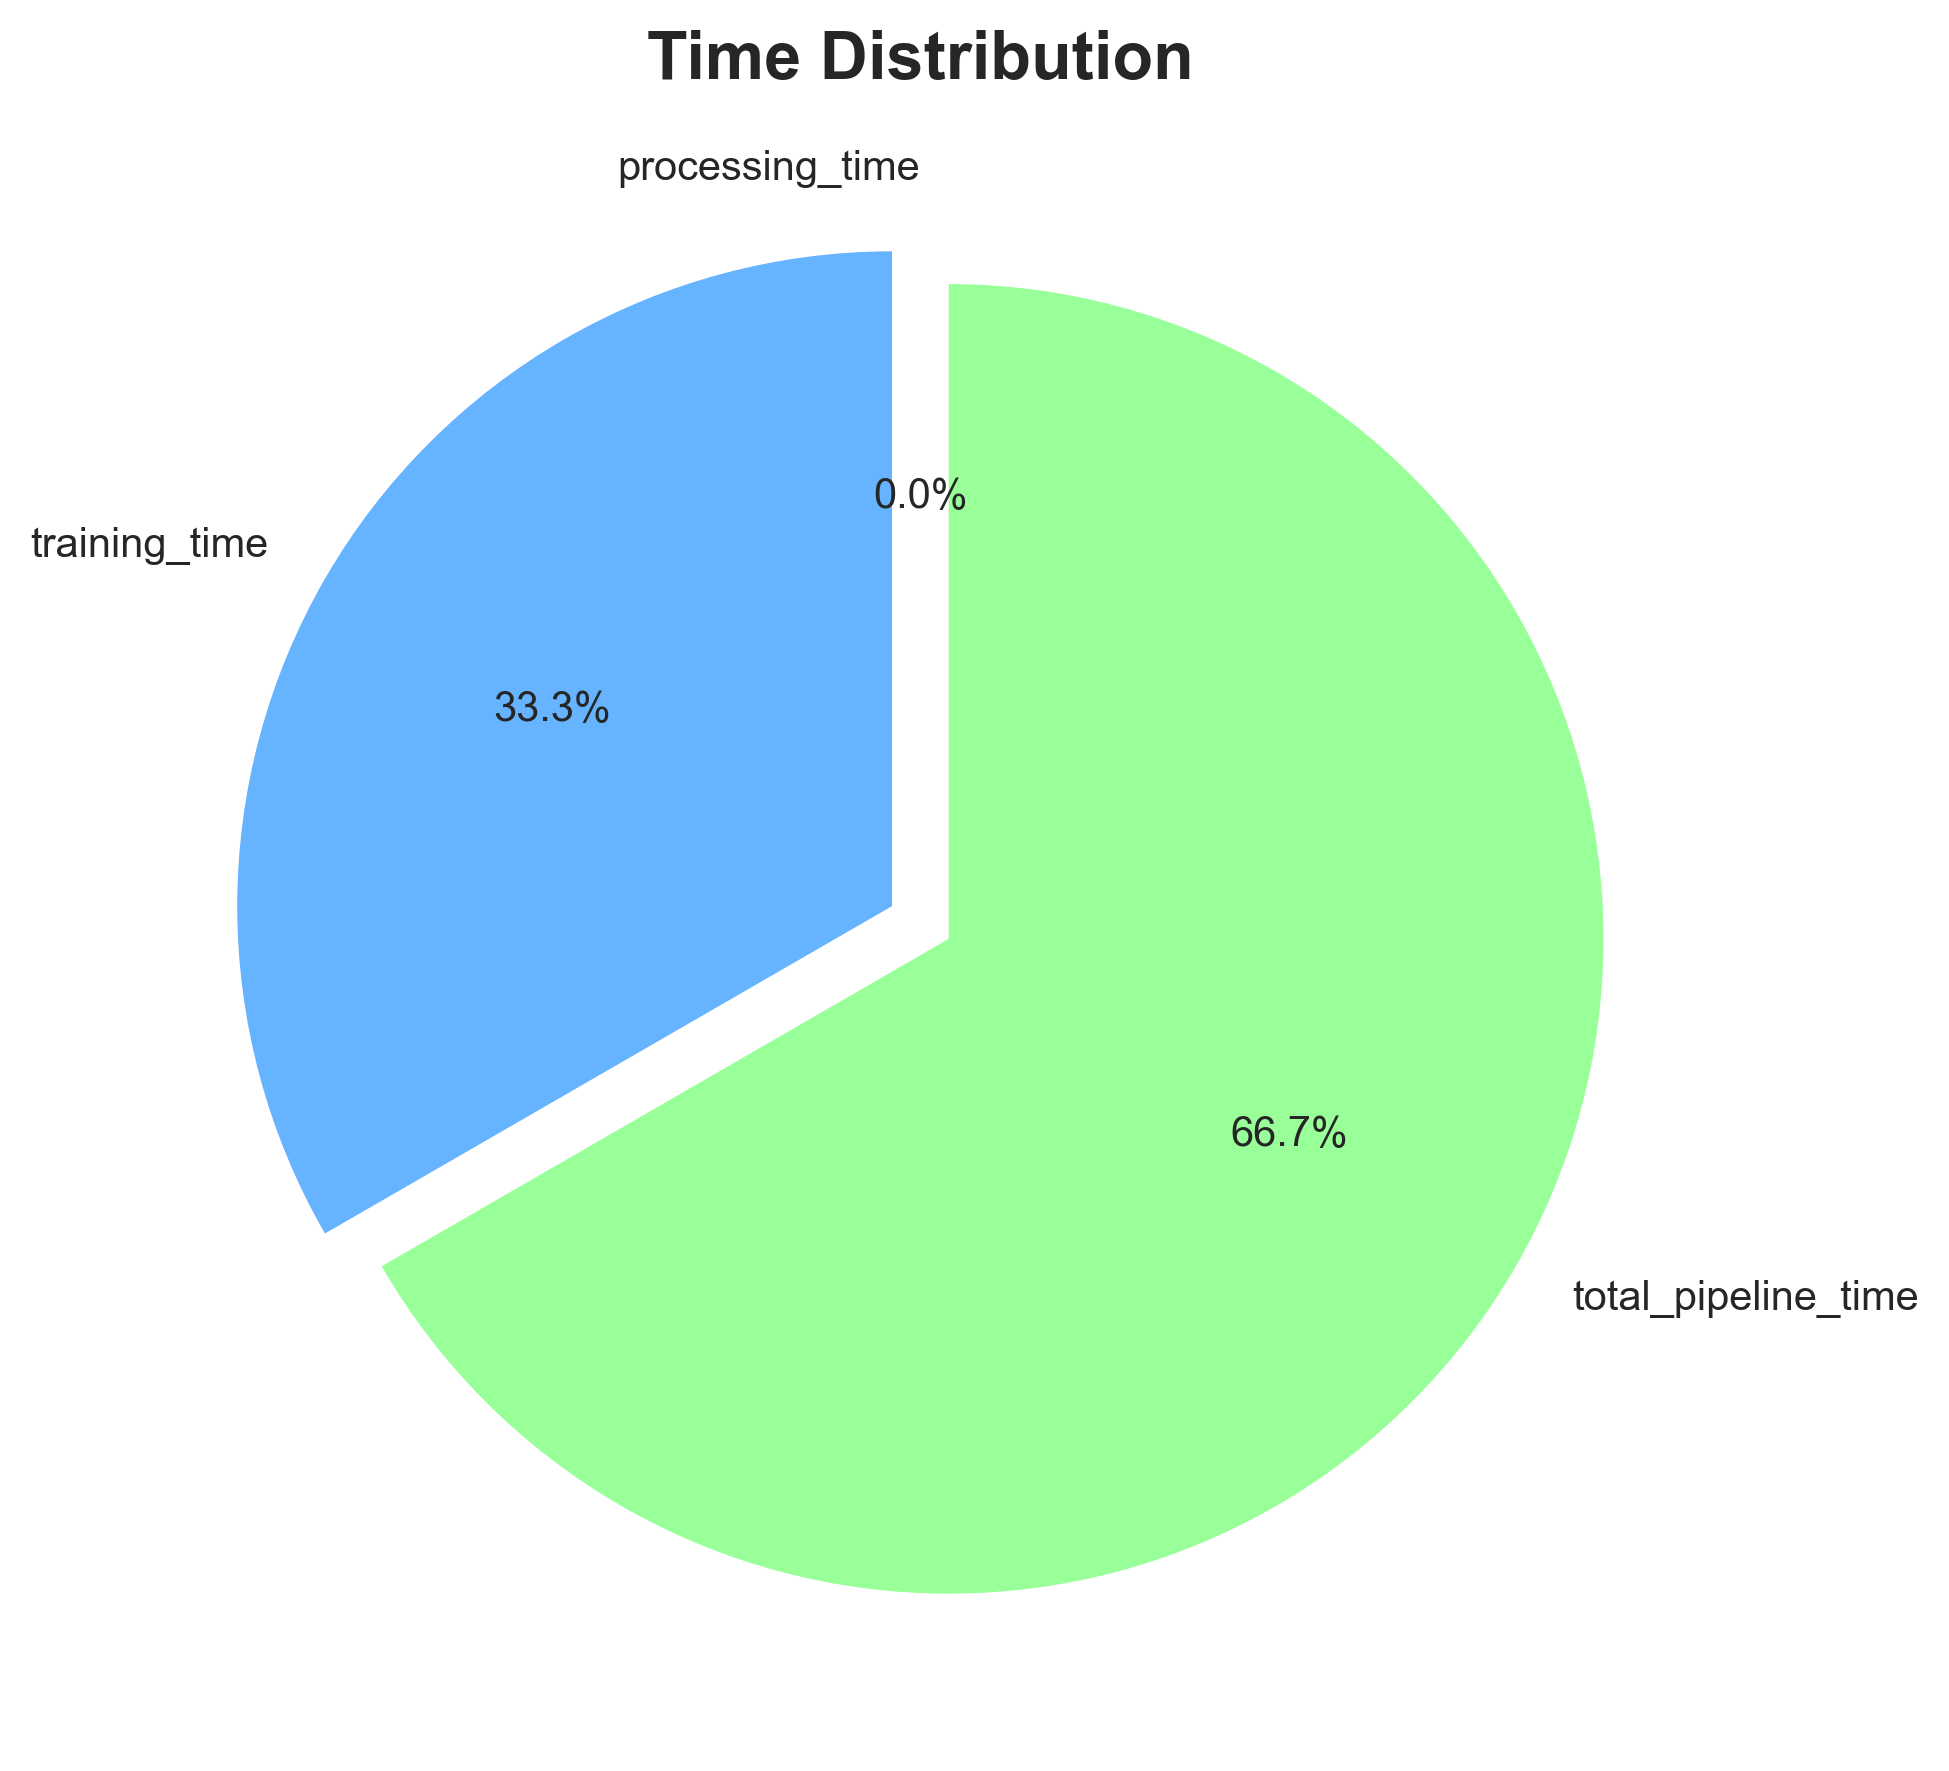 Time Distribution
processing_time
0.0%
training_time
33.3%
66.7%
total_pipeline_time